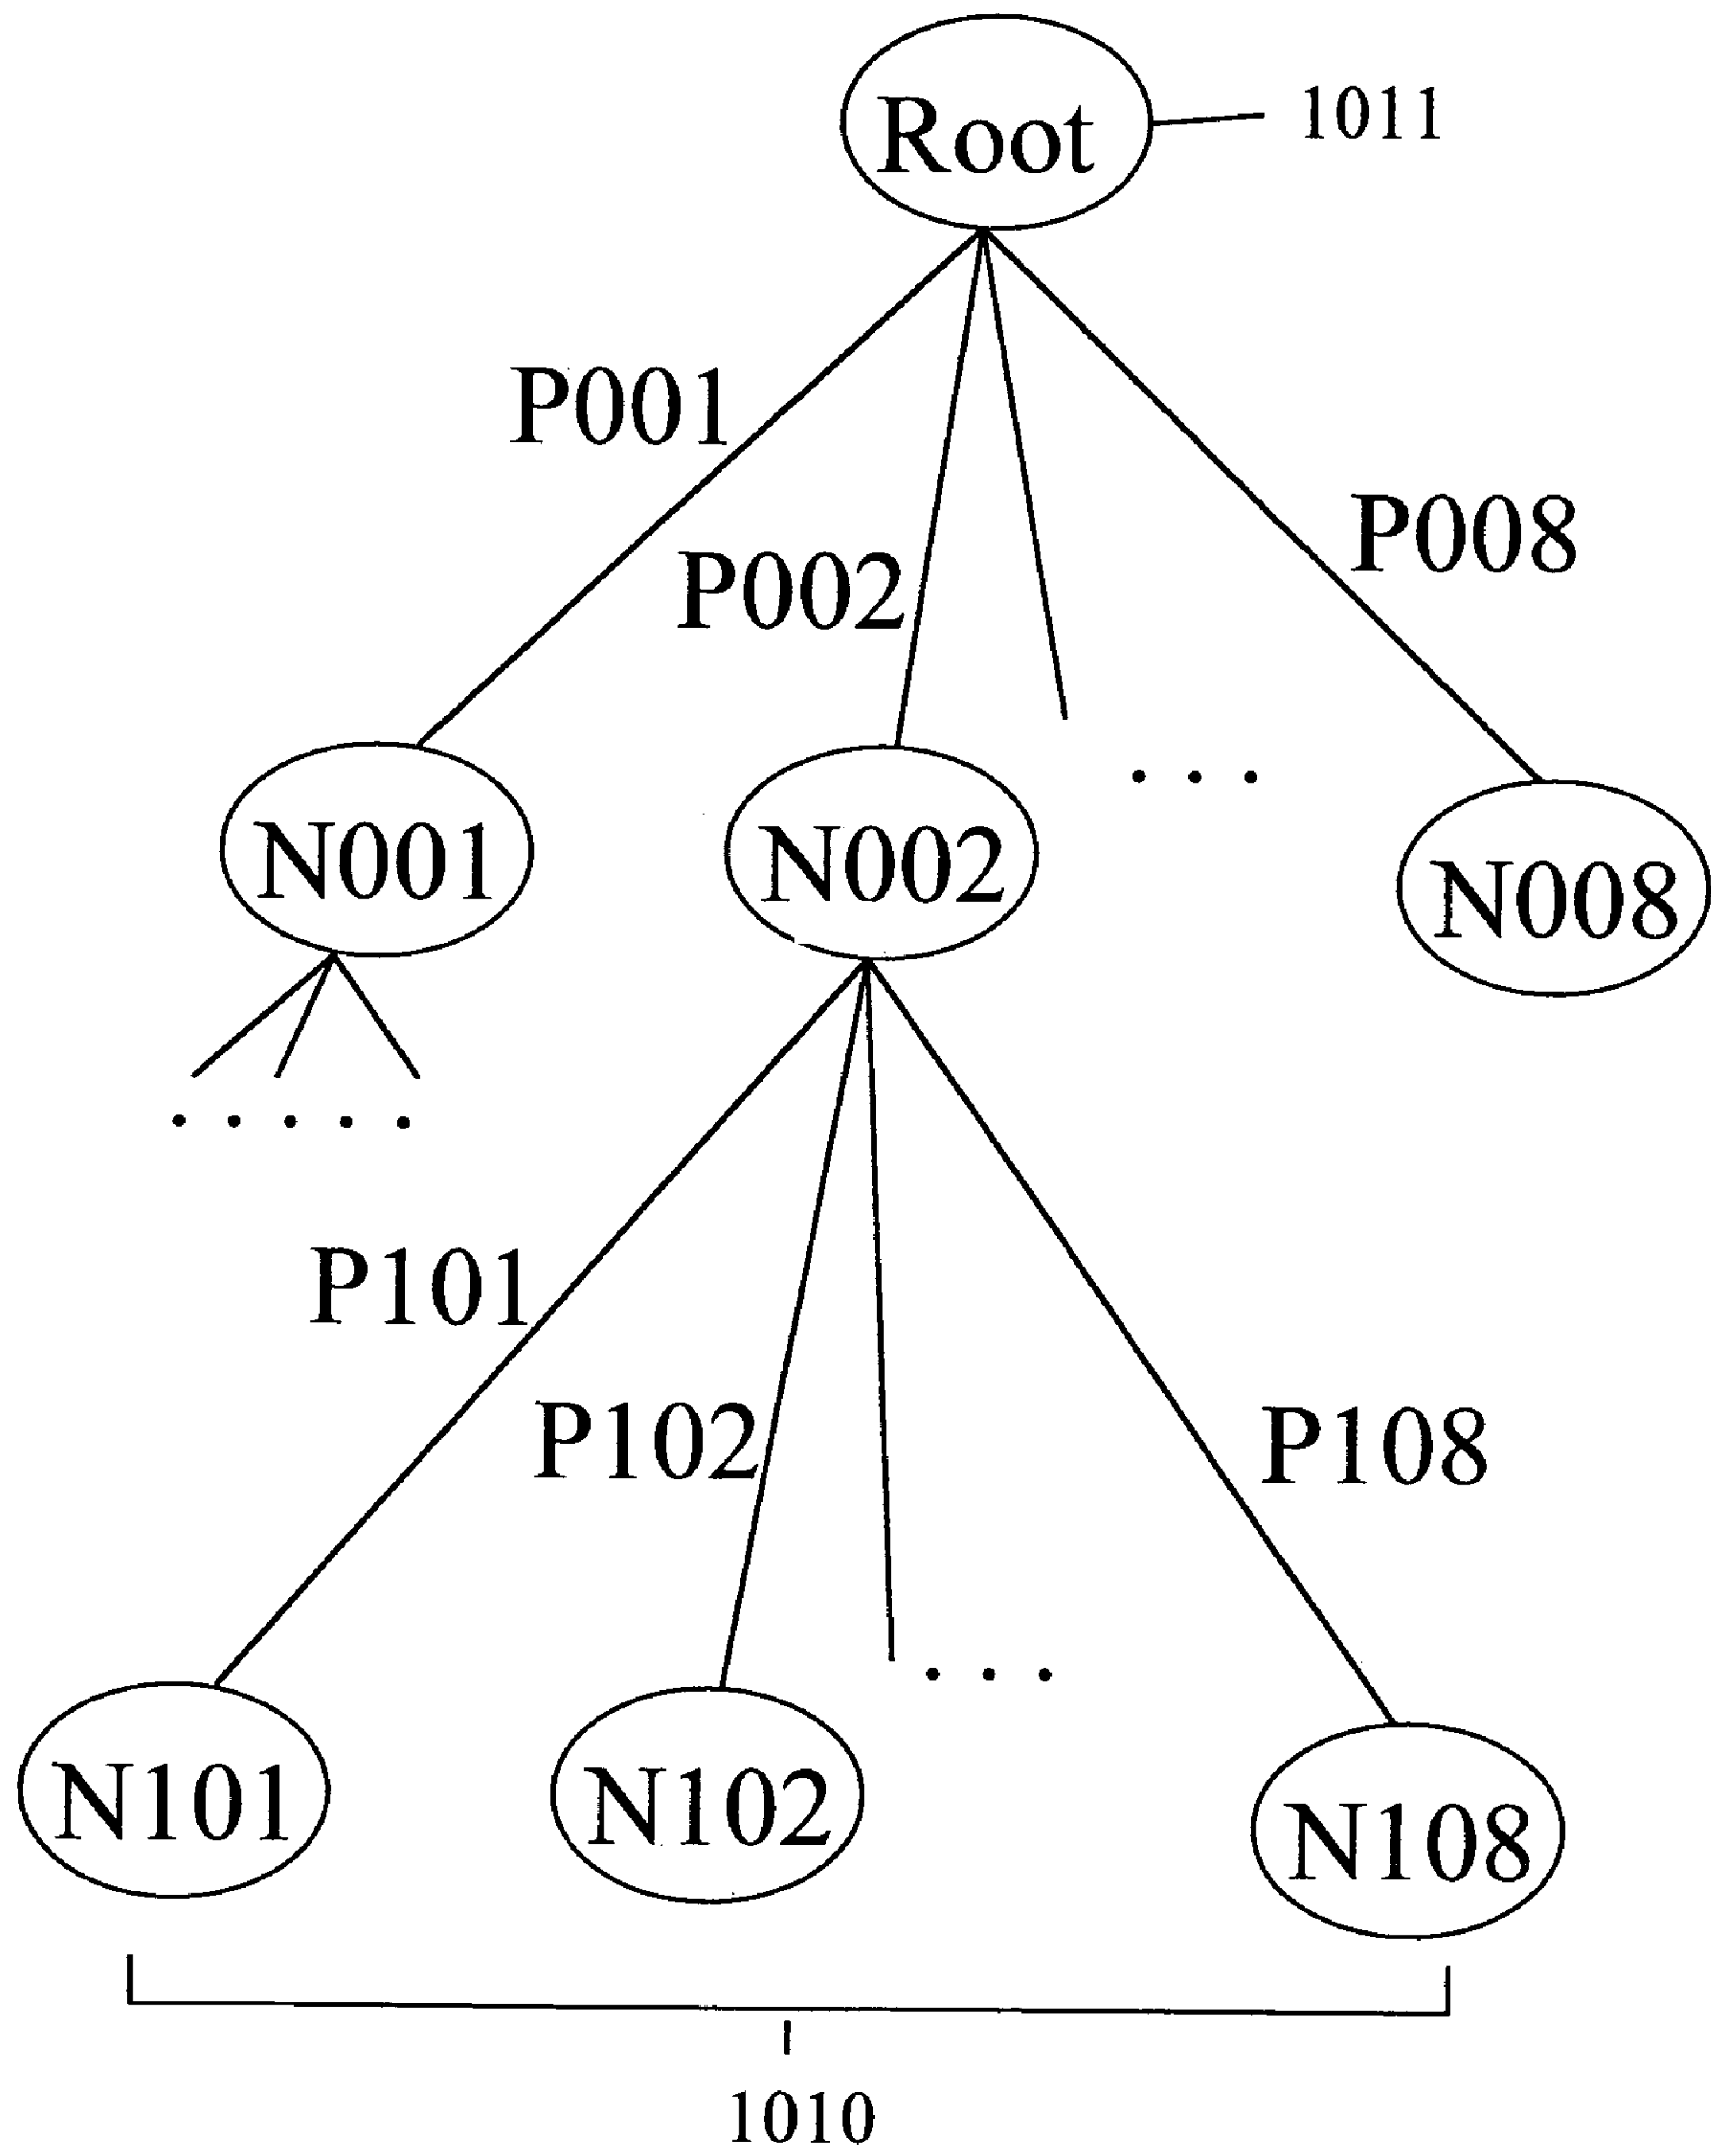 Root
1011
P001
P008
P002
N001
N002
. . .
N008
. . . . .
P101
P102
P108
. . .
N101
N102
N108
1010